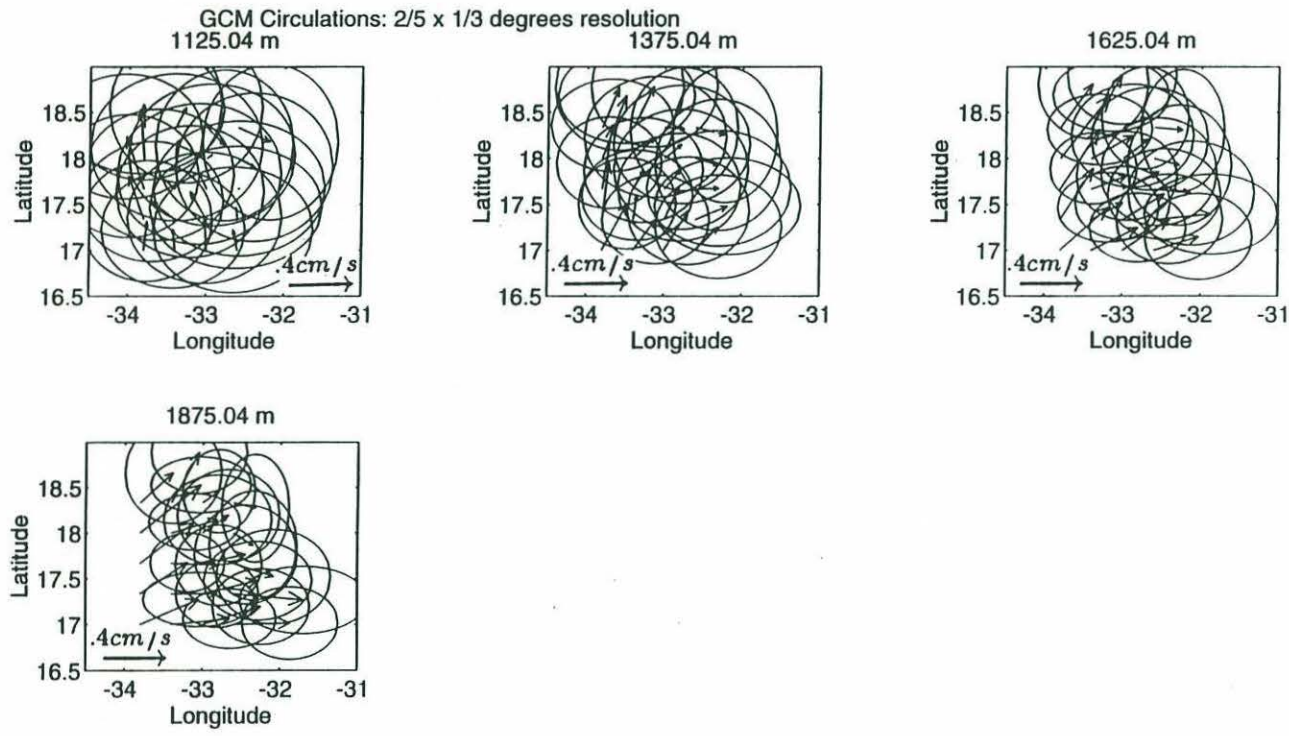 GCM Circulations: 2/5 x 1/3 degrees resolution
1125.04 m
1375.04 m
1625.04 m
Latitude
18.5
18
17.5
17
16.5
.4cm/s
-34 -33 -32 -31
Longitude
Latitude
18.5
18
17.5
17
16.5
.4cm/s
-34 -33 -32 -31
Longitude
Latitude
18.5
18
17.5
17
16.5
.4cm/s
-34 -33 -32 -31
Longitude
1875.04 m
Latitude
18.5
18
17.5
17
16.5
.4cm/s
-34 -33 -32 -31
Longitude